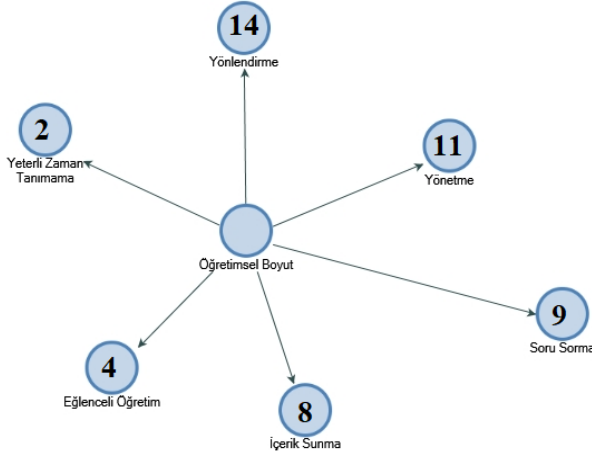 14
Yönlendirme
2
Yeterli Zaman
Tanımama
11
Yönetme
Öğretimsel Boyut
9
Soru Sorma
4
Eğlenceli Öğretim
8
İçerik Sunma